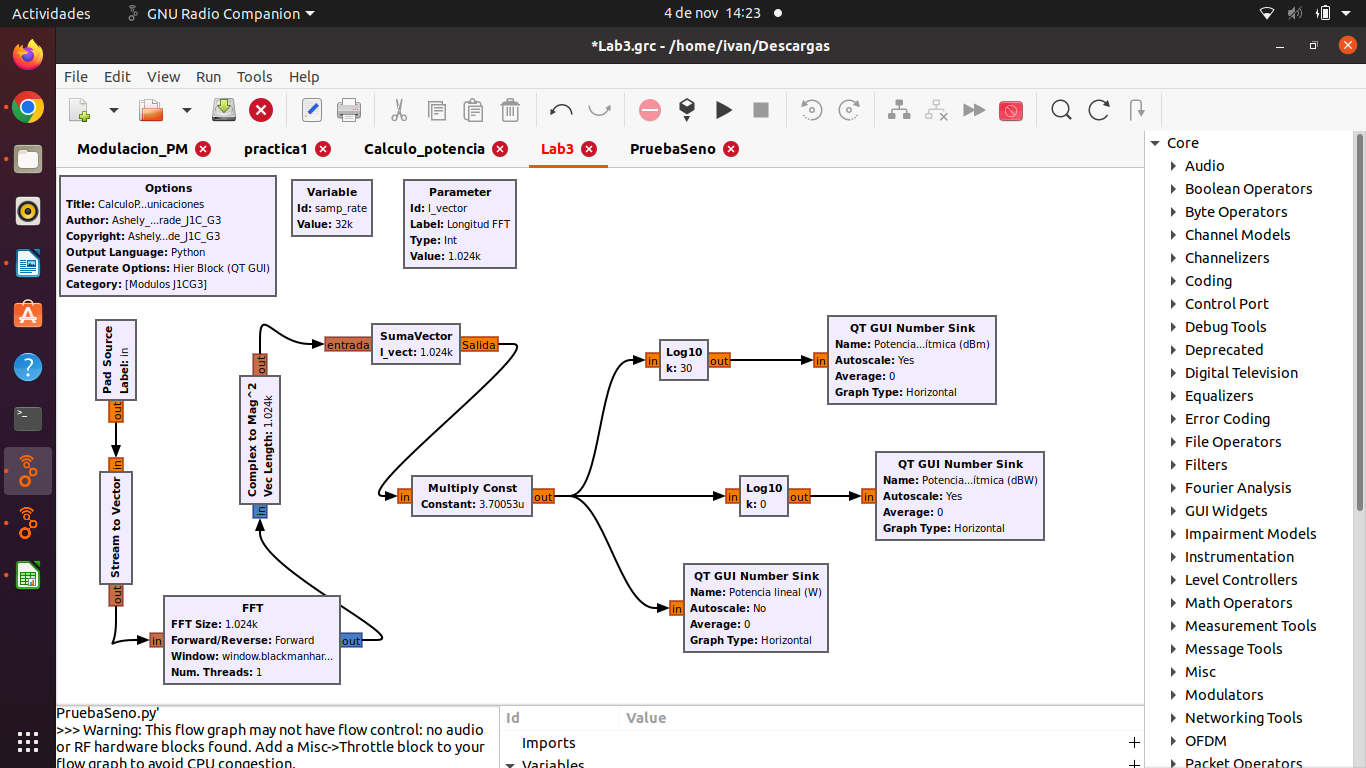 Actividades
GNU Radio Companion
4 de nov 14:23
*Lab3.grc - /home/ivan/Descargas
File Edit View Run Tools Help
Modulacion_PM
practica1
Calculo_potencia
Lab3
PruebaSeno
Options
Title: CalculoP...unicaciones
Author: Ashely_...rade_J1C_G3
Copyright: Ashely...de_J1C_G3
Output Language: Python
Generate Options: Hier Block (QT GUI)
Category: [Modulos J1CG3]
Variable
Id: samp_rate
Value: 32k
Parameter
Id: l_vector
Label: Longitud FFT
Type: Int
Value: 1.024k
Pad Source
Label: in
out
in
Stream to Vector
out
in
FFT
FFT Size: 1.024k
Forward/Reverse: Forward
Window: window.blackmanhar...
Num. Threads: 1
out
in
Complex to Mag^2
Vec Length: 1.024k
out
entrada
SumaVector
l_vect: 1.024k
Salida
in
Multiply Const
Constant: 3.70053u
out
in
Log10
k: 30
out
in
QT GUI Number Sink
Name: Potencia...ítmica (dBm)
Autoscale: Yes
Average: 0
Graph Type: Horizontal
in
Log10
k: 0
out
in
QT GUI Number Sink
Name: Potencia...ítmica (dBW)
Autoscale: Yes
Average: 0
Graph Type: Horizontal
in
QT GUI Number Sink
Name: Potencia lineal (W)
Autoscale: No
Average: 0
Graph Type: Horizontal
Core
Audio
Boolean Operators
Byte Operators
Channel Models
Channelizers
Coding
Control Port
Debug Tools
Deprecated
Digital Television
Equalizers
Error Coding
File Operators
Filters
Fourier Analysis
GUI Widgets
Impairment Models
Instrumentation
Level Controllers
Math Operators
Measurement Tools
Message Tools
Misc
Modulators
Networking Tools
OFDM
Packet Operators
PruebaSeno.py'
>>> Warning: This flow graph may not have flow control: no audio
or RF hardware blocks found. Add a Misc->Throttle block to your
flow graph to avoid CPU congestion.
Id Value
Imports
Variables